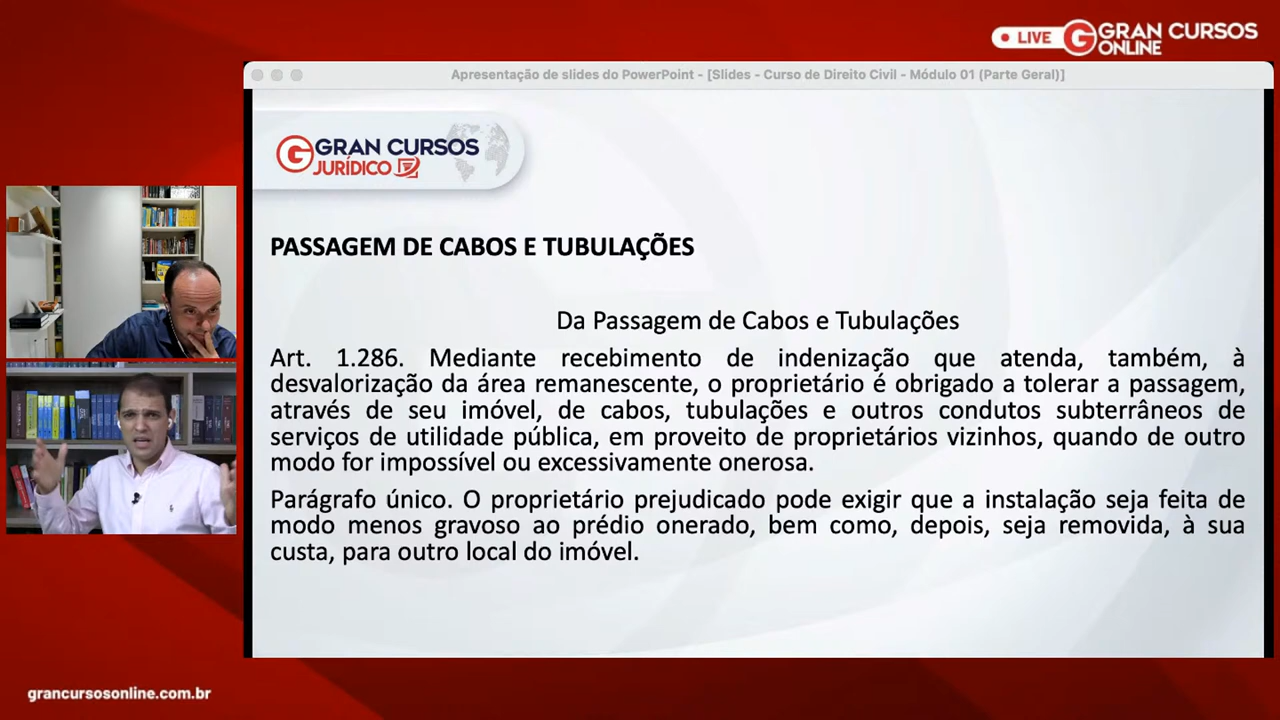 LIVE
GRAN CURSOS
ONLINE
Apresentação de slides do PowerPoint - [Slides - Curso de Direito Civil - Módulo 01 (Parte Geral)]
GRAN CURSOS
JURÍDICO
PASSAGEM DE CABOS E TUBULAÇÕES
Da Passagem de Cabos e Tubulações
Art. 1.286. Mediante recebimento de indenização que atenda, também, à
desvalorização da área remanescente, o proprietário é obrigado a tolerar a passagem,
através de seu imóvel, de cabos, tubulações e outros condutos subterrâneos de
serviços de utilidade pública, em proveito de proprietários vizinhos, quando de outro
modo for impossível ou excessivamente onerosa.
Parágrafo único. O proprietário prejudicado pode exigir que a instalação seja feita de
modo menos gravoso ao prédio onerado, bem como, depois, seja removida, à sua
custa, para outro local do imóvel.
grancursosonline.com.br